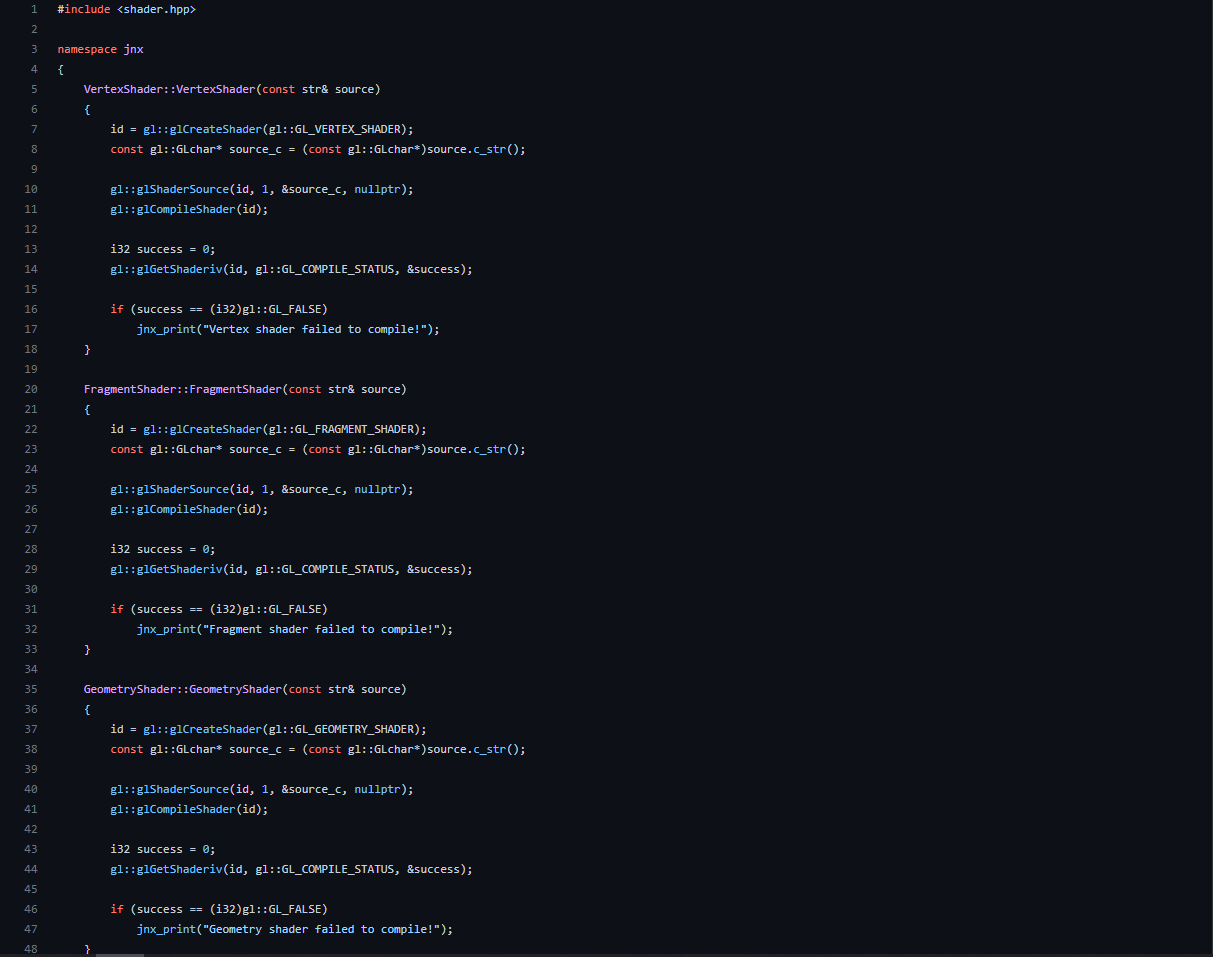 1 #include <shader.hpp>
2
3 namespace jnx
4 {
5     VertexShader::VertexShader(const str& source)
6     {
7         id = gl::glCreateShader(gl::GL_VERTEX_SHADER);
8         const gl::GLchar* source_c = (const gl::GLchar*)source.c_str();
9
10         gl::glShaderSource(id, 1, &source_c, nullptr);
11         gl::glCompileShader(id);
12
13         i32 success = 0;
14         gl::glGetShaderiv(id, gl::GL_COMPILE_STATUS, &success);
15
16         if (success == (i32)gl::GL_FALSE)
17             jnx_print("Vertex shader failed to compile!");
18     }
19
20     FragmentShader::FragmentShader(const str& source)
21     {
22         id = gl::glCreateShader(gl::GL_FRAGMENT_SHADER);
23         const gl::GLchar* source_c = (const gl::GLchar*)source.c_str();
24
25         gl::glShaderSource(id, 1, &source_c, nullptr);
26         gl::glCompileShader(id);
27
28         i32 success = 0;
29         gl::glGetShaderiv(id, gl::GL_COMPILE_STATUS, &success);
30
31         if (success == (i32)gl::GL_FALSE)
32             jnx_print("Fragment shader failed to compile!");
33     }
34
35     GeometryShader::GeometryShader(const str& source)
36     {
37         id = gl::glCreateShader(gl::GL_GEOMETRY_SHADER);
38         const gl::GLchar* source_c = (const gl::GLchar*)source.c_str();
39
40         gl::glShaderSource(id, 1, &source_c, nullptr);
41         gl::glCompileShader(id);
42
43         i32 success = 0;
44         gl::glGetShaderiv(id, gl::GL_COMPILE_STATUS, &success);
45
46         if (success == (i32)gl::GL_FALSE)
47             jnx_print("Geometry shader failed to compile!");
48     }